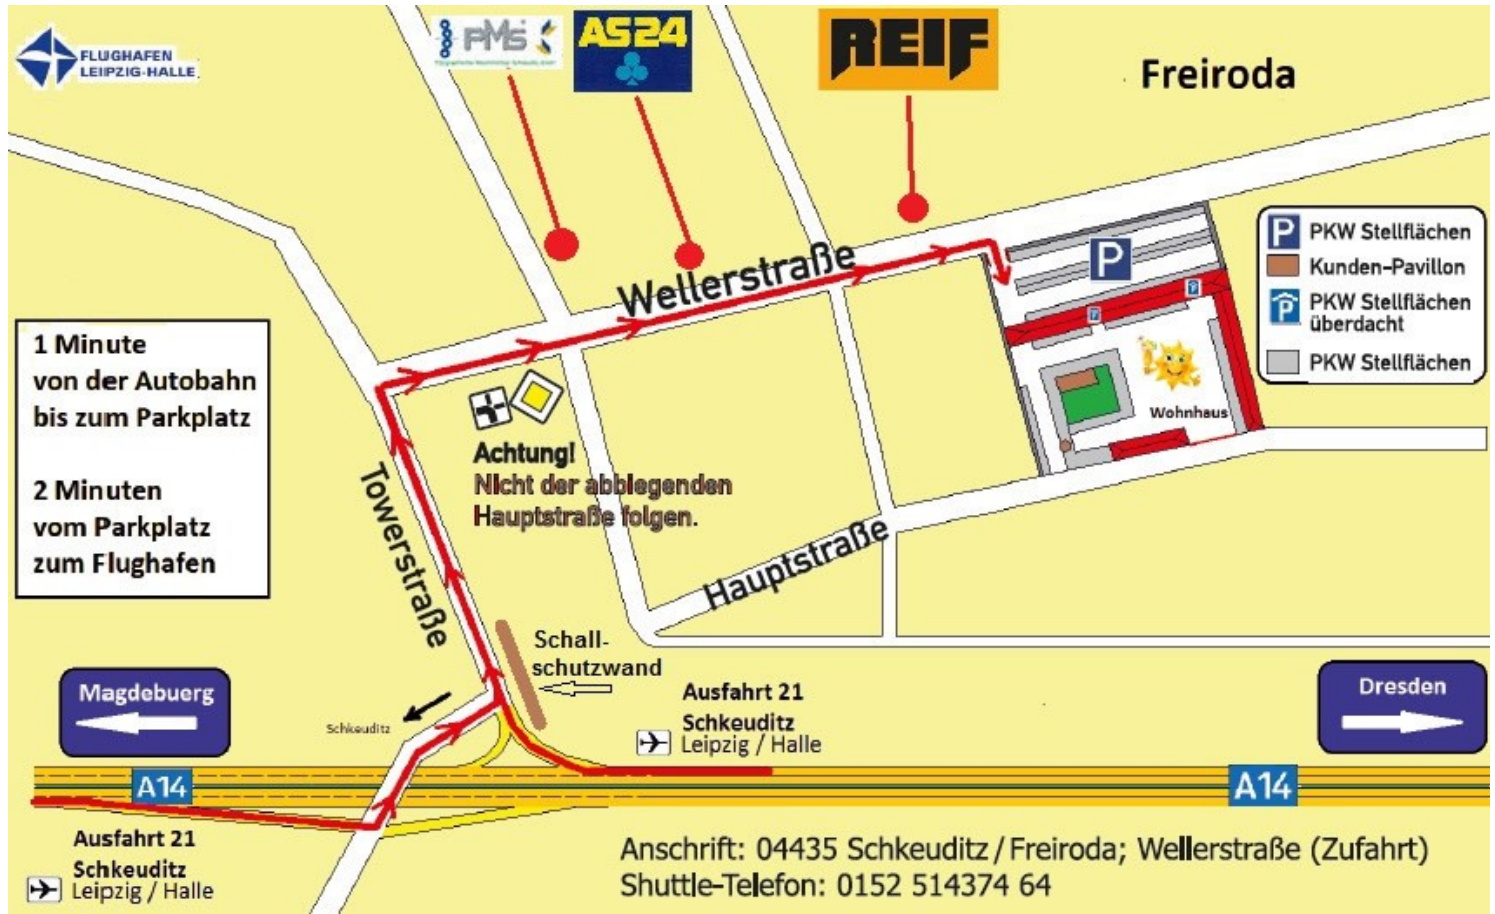 FLUGHAFEN
LEIPZIG-HALLE
PMS
AS24
REIF
Freiroda
P PKW Stellflächen
Kunden-Pavillon
P PKW Stellflächen
überdacht
PKW Stellflächen
P
P
P
Wohnhaus
Wellerstraße
1 Minute
von der Autobahn
bis zum Parkplatz
2 Minuten
vom Parkplatz
zum Flughafen
Achtung!
Nicht der abbiegenden
Hauptstraße folgen.
Towerstraße
Hauptstraße
Schall-
schutzwand
Magdebuerg
Schkeuditz
Ausfahrt 21
Schkeuditz
Leipzig / Halle
Dresden
A14
A14
Ausfahrt 21
Schkeuditz
Leipzig / Halle
Anschrift: 04435 Schkeuditz / Freiroda; Wellerstraße (Zufahrt)
Shuttle-Telefon: 0152 514374 64